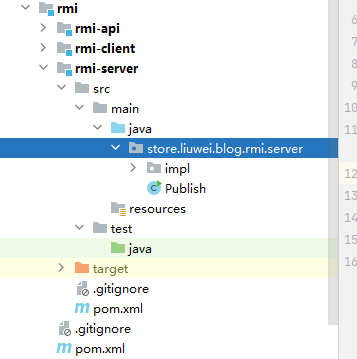 rmi
rmi-api
rmi-client
rmi-server
src
main
java
store.liuwei.blog.rmi.server
impl
Publish
resources
test
java
target
.gitignore
pom.xml
.gitignore
pom.xml
6
7
8
9
10
11
12
13
14
15
16